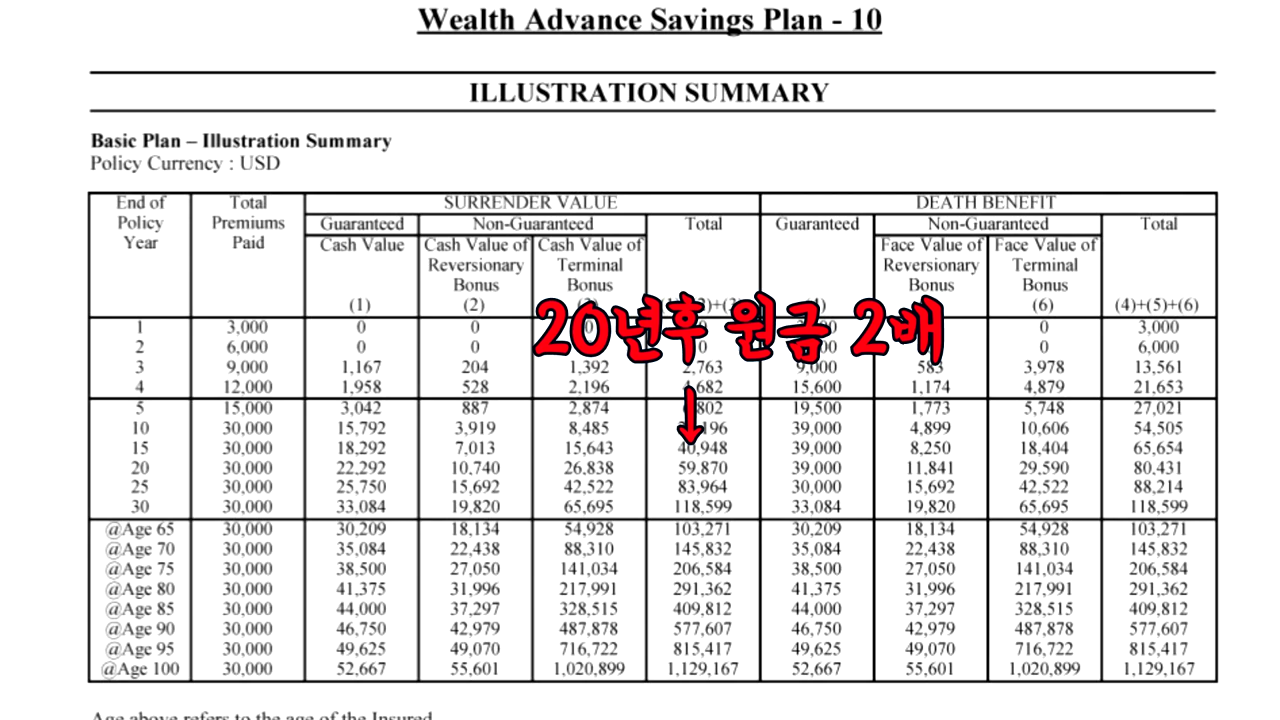 Wealth Advance Savings Plan - 10
ILLUSTRATION SUMMARY
Basic Plan – Illustration Summary
Policy Currency : USD
End of Policy Year Total Premiums Paid SURRENDER VALUE DEATH BENEFIT
Guaranteed Non-Guaranteed Total Guaranteed Non-Guaranteed Total
Cash Value (1) Cash Value of Reversionary Bonus (2) Cash Value of Terminal Bonus Face Value of Reversionary Bonus Face Value of Terminal Bonus (6) (4)+(5)+(6)
20년후 원금 2배
1 3,000 0 0 0 3,000
2 6,000 0 0 0 6,000
3 9,000 1,167 204 1,392 2,763 9,000 583 3,978 13,561
4 12,000 1,958 528 2,196 4,682 15,600 1,174 4,879 21,653
5 15,000 3,042 887 2,874 19,500 1,773 5,748 27,021
10 30,000 15,792 3,919 8,485 39,000 4,899 10,606 54,505
15 30,000 18,292 7,013 15,643 40,948 39,000 8,250 18,404 65,654
20 30,000 22,292 10,740 26,838 59,870 39,000 11,841 29,590 80,431
25 30,000 25,750 15,692 42,522 83,964 30,000 15,692 42,522 88,214
30 30,000 33,084 19,820 65,695 118,599 33,084 19,820 65,695 118,599
@Age 65 30,000 30,209 18,134 54,928 103,271 30,209 18,134 54,928 103,271
@Age 70 30,000 35,084 22,438 88,310 145,832 35,084 22,438 88,310 145,832
@Age 75 30,000 38,500 27,050 141,034 206,584 38,500 27,050 141,034 206,584
@Age 80 30,000 41,375 31,996 217,991 291,362 41,375 31,996 217,991 291,362
@Age 85 30,000 44,000 37,297 328,515 409,812 44,000 37,297 328,515 409,812
@Age 90 30,000 46,750 42,979 487,878 577,607 46,750 42,979 487,878 577,607
@Age 95 30,000 49,625 49,070 716,722 815,417 49,625 49,070 716,722 815,417
@Age 100 30,000 52,667 55,601 1,020,899 1,129,167 52,667 55,601 1,020,899 1,129,167
Age above refers to the age of the Insured